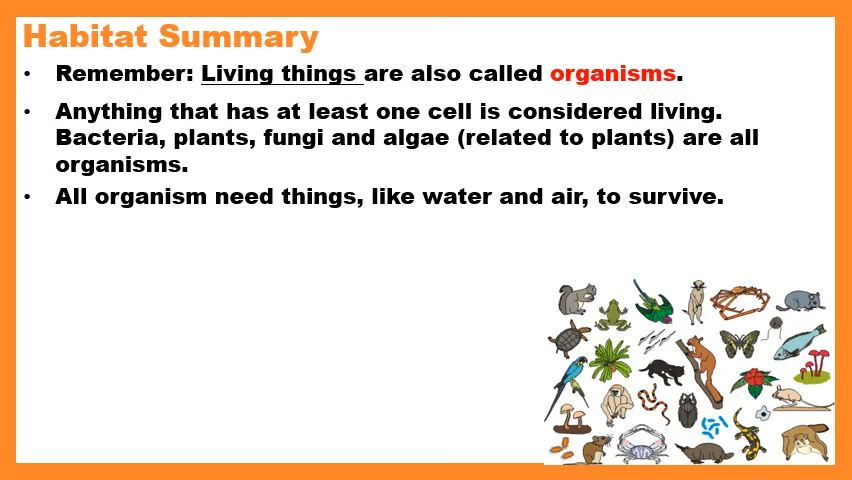 Habitat Summary
• Remember: Living things are also called organisms.
• Anything that has at least one cell is considered living.
Bacteria, plants, fungi and algae (related to plants) are all
organisms.
• All organism need things, like water and air, to survive.